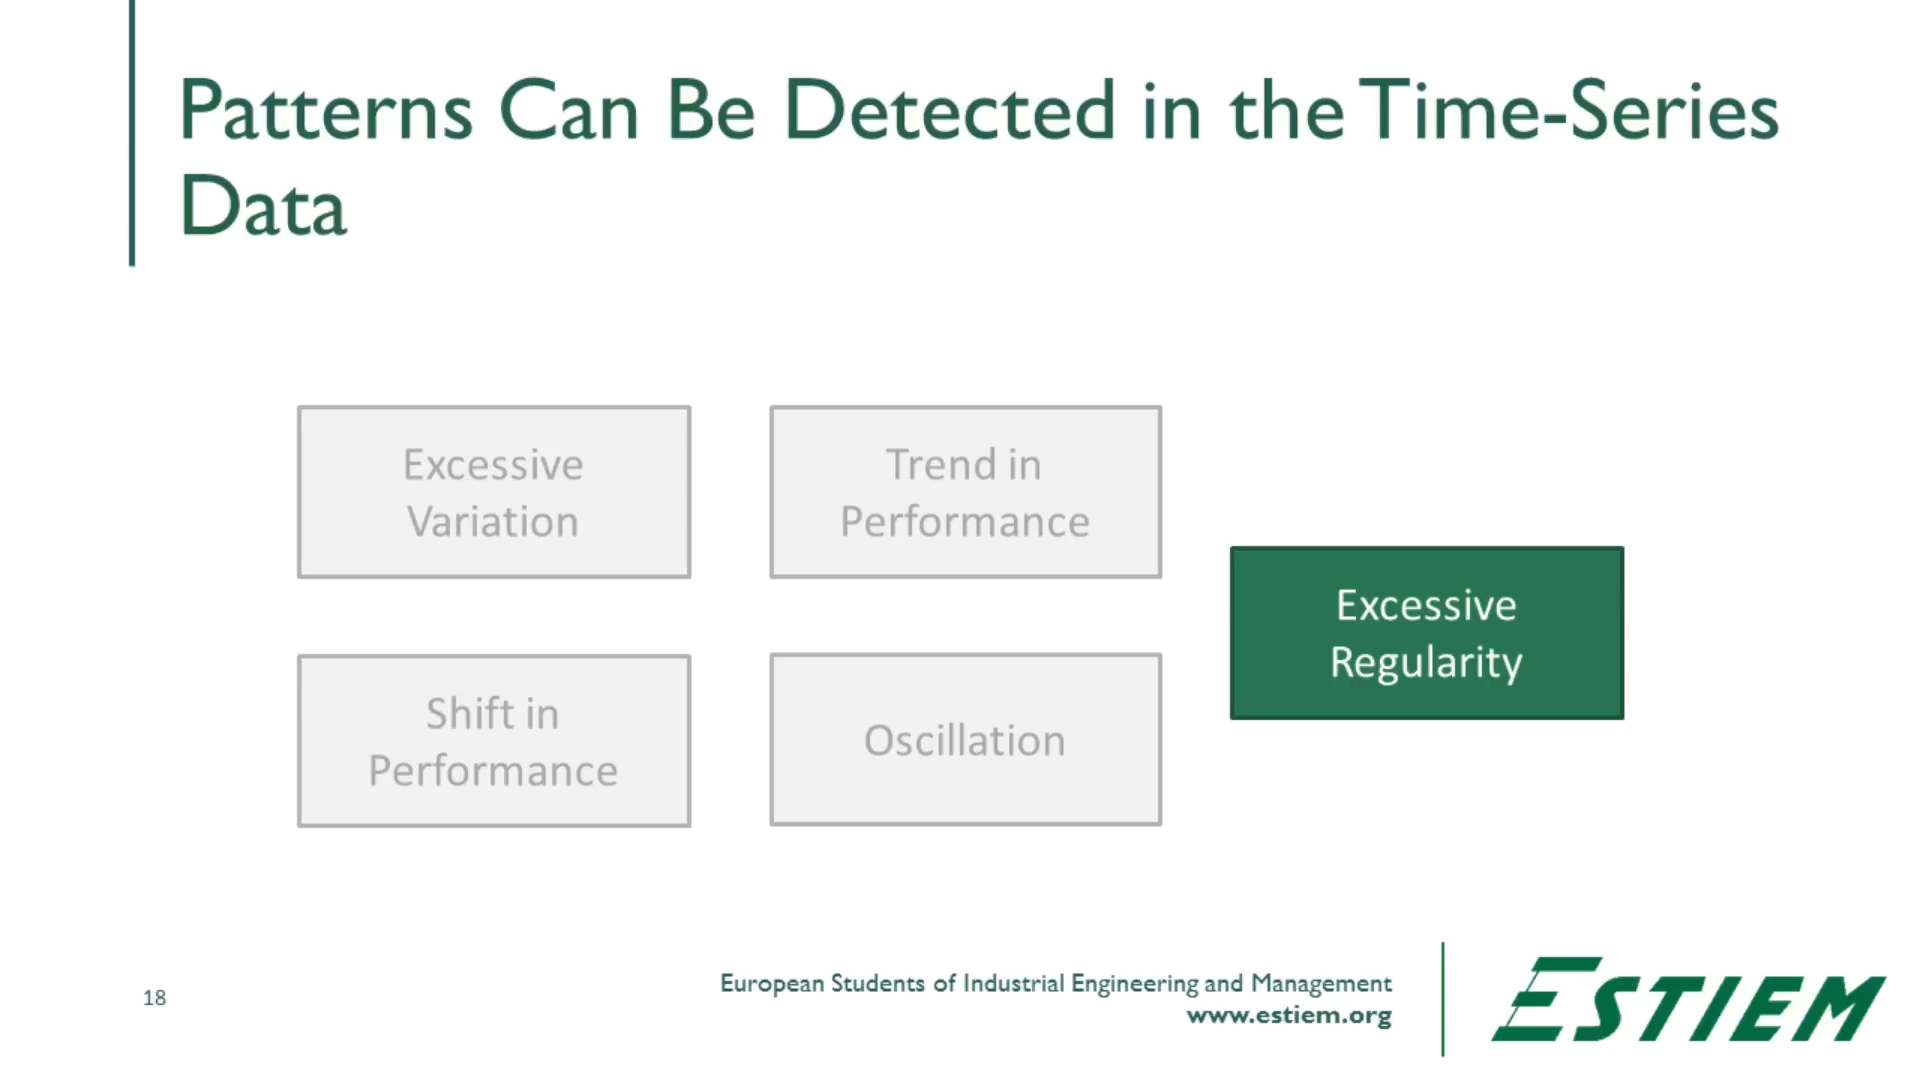 Patterns Can Be Detected in the Time-Series
Data
Excessive
Variation
Trend in
Performance
Excessive
Regularity
Shift in
Performance
Oscillation
18
European Students of Industrial Engineering and Management
www.estiem.org
ESTIEM